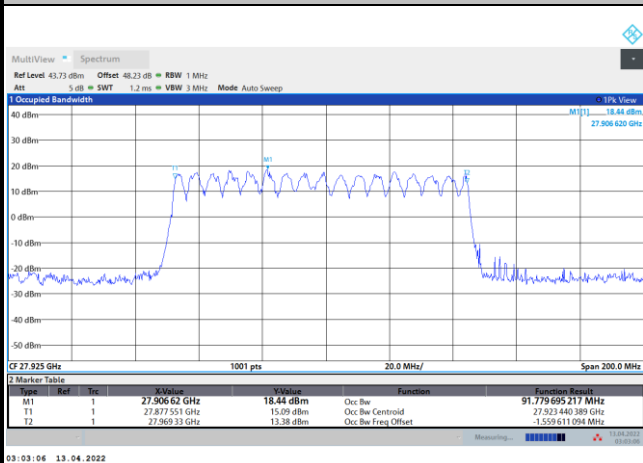 MultiView Spectrum
Ref Level 43.73 dBm Offset 48.23 dB RBW 1 MHz
Att 5 dB SWT 1.2 ms VBW 3 MHz Mode Auto Sweep
1 Occupied Bandwidth 1Pk View
M1[1] 18.44 dBm
27.906 620 GHz
40 dBm
30 dBm
20 dBm
10 dBm
0 dBm
-10 dBm
-20 dBm
-30 dBm
-40 dBm
-50 dBm
T1 M1 T2
CF 27.925 GHz 1001 pts 20.0 MHz/ Span 200.0 MHz
2 Marker Table
Type Ref Trc X-Value Y-Value Function Function Result
M1 1 27.906 62 GHz 18.44 dBm Occ Bw 91.779 695 217 MHz
T1 1 27.877 551 GHz 15.09 dBm Occ Bw Centroid 27.923 440 389 GHz
T2 1 27.969 33 GHz 13.38 dBm Occ Bw Freq Offset -1.559 611 094 MHz
Measuring... 13.04.2022
03:03:06
03:03:06 13.04.2022